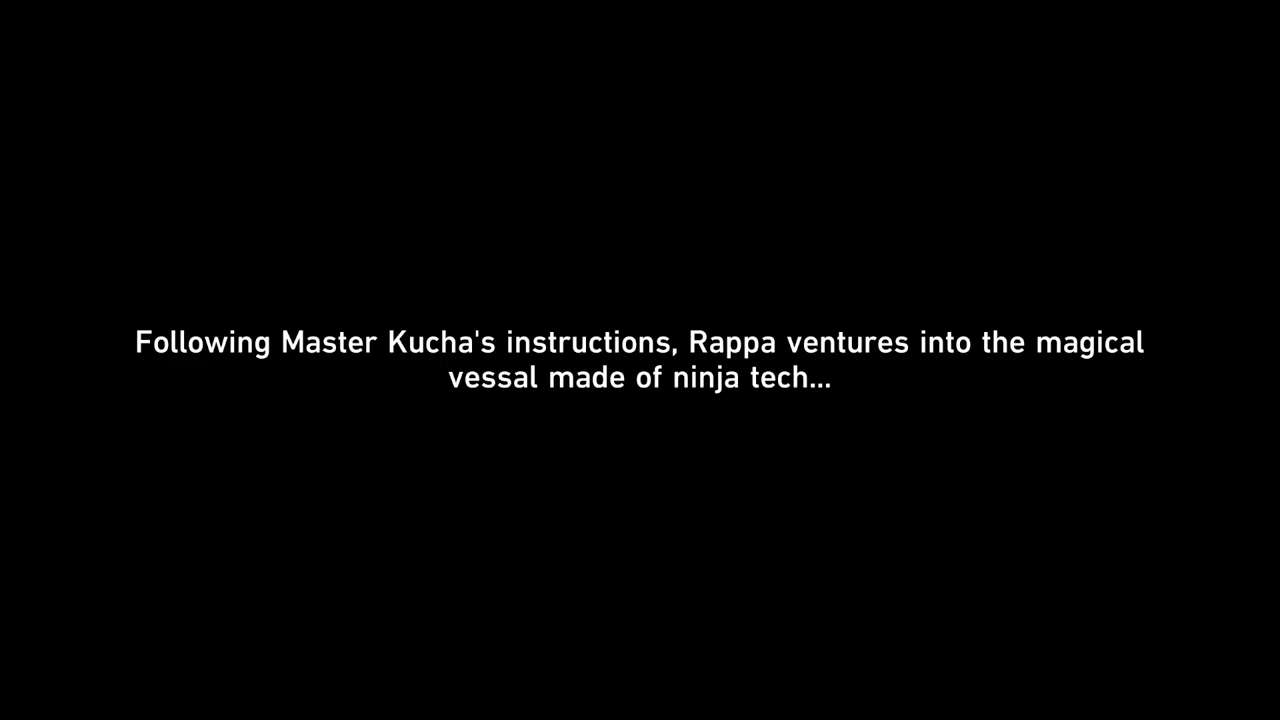 Following Master Kucha's instructions, Rappa ventures into the magical
vessal made of ninja tech...